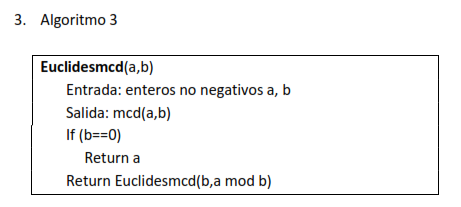 3. Algoritmo 3
Euclidesmcd(a,b)
Entrada: enteros no negativos a, b
Salida: mcd(a,b)
If (b==0)
Return a
Return Euclidesmcd(b,a mod b)